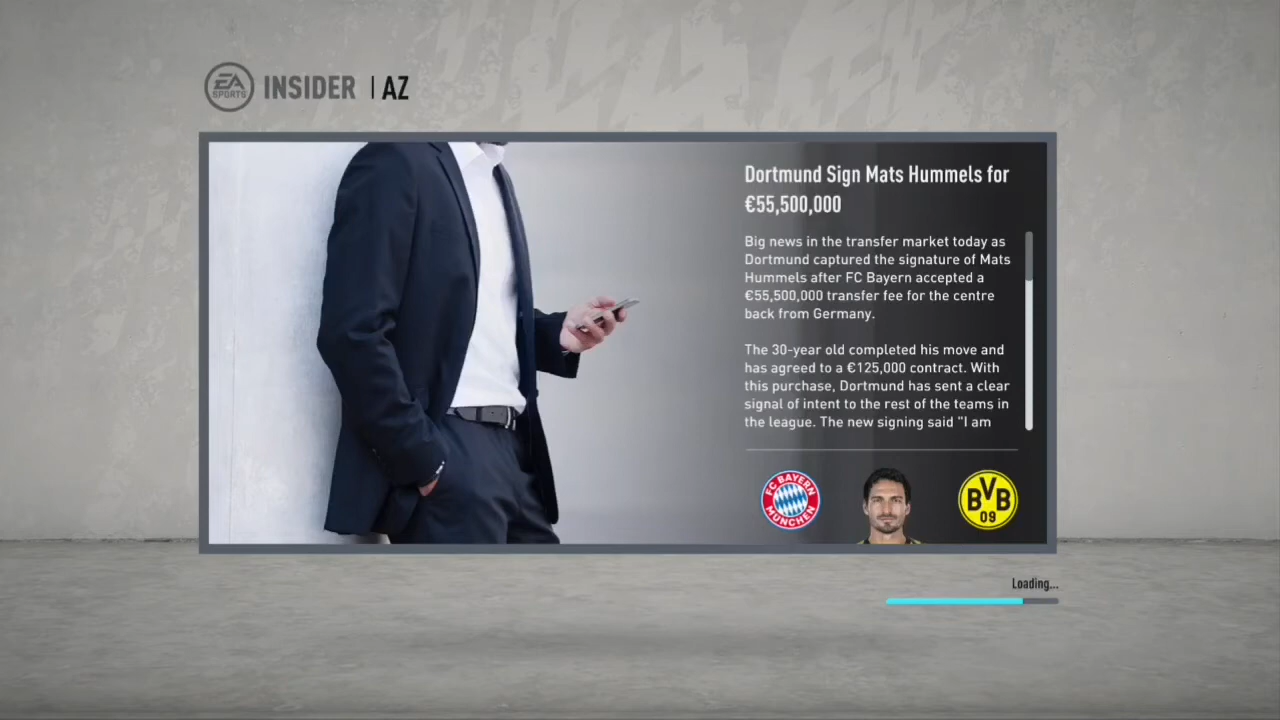 EA
SPORTS
INSIDER | AZ
Dortmund Sign Mats Hummels for
€55,500,000
Big news in the transfer market today as
Dortmund captured the signature of Mats
Hummels after FC Bayern accepted a
€55,500,000 transfer fee for the centre
back from Germany.
The 30-year old completed his move and
has agreed to a €125,000 contract. With
this purchase, Dortmund has sent a clear
signal of intent to the rest of the teams in
the league. The new signing said "I am
FC BAYERN
MÜNCHEN
BVB
09
Loading...